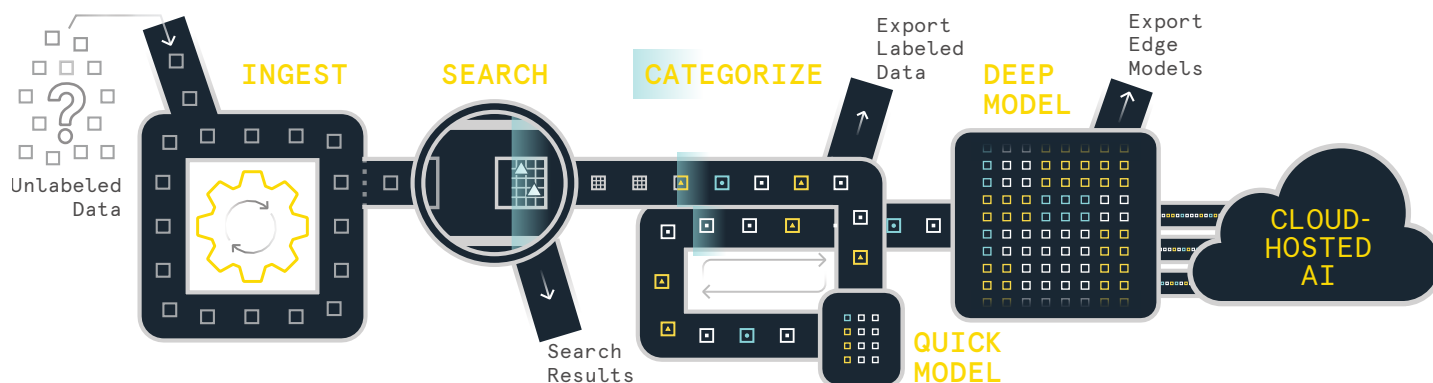 Unlabeled
Data
INGEST
SEARCH
Search
Results
CATEGORIZE
Export
Labeled
Data
QUICK
MODEL
DEEP
MODEL
Export
Edge
Models
CLOUD-
HOSTED
AI
?